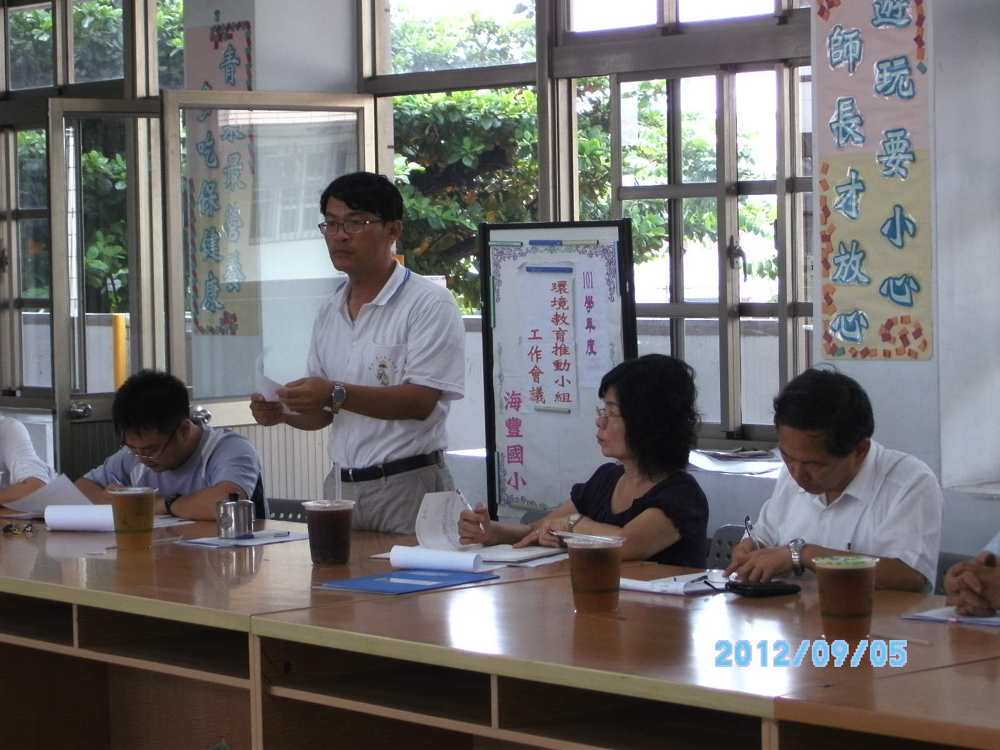 青菜最營養
多吃保健康
101學年度
環境教育推動小組
工作會議
海豐國小
遊玩要小心
師長才放心
2012/09/05